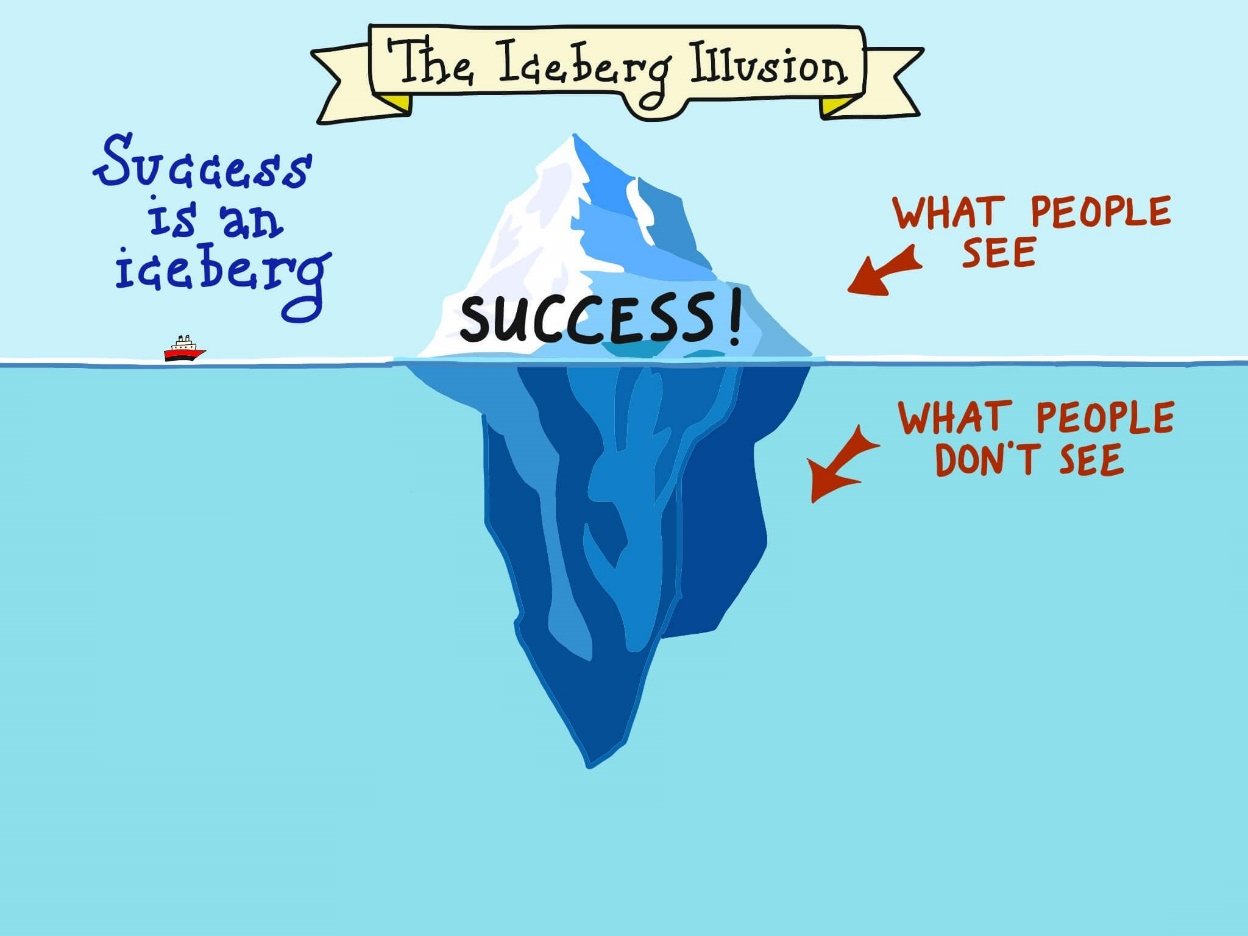 The Iceberg Illusion
Success
is an
iceberg
WHAT PEOPLE
SEE
SUCCESS!
WHAT PEOPLE
DON'T SEE